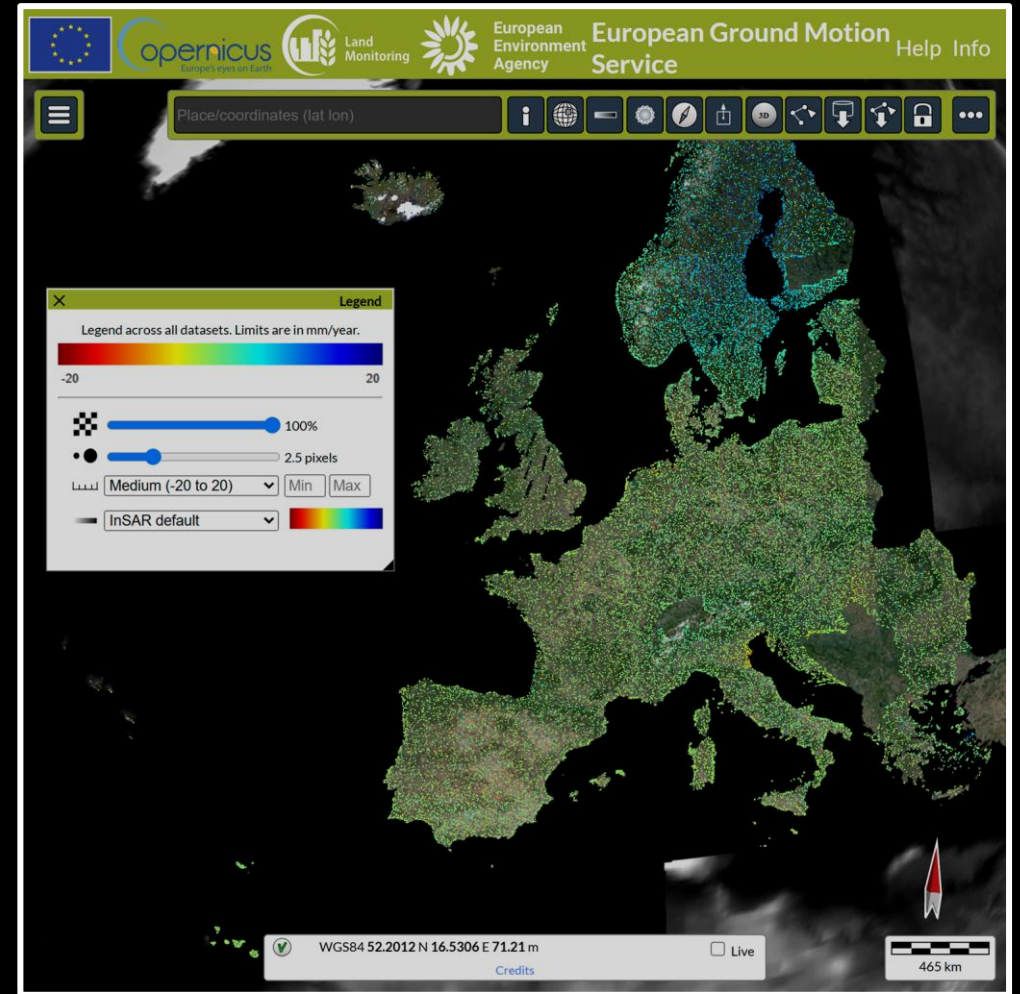 Copernicus
Europe's eyes on Earth
Land
Monitoring
European
Environment
Agency
European Ground Motion
Service
Help Info
Place/coordinates (lat lon)
3D
Legend
Legend across all datasets. Limits are in mm/year.
-20 20
100%
2.5 pixels
Medium (-20 to 20) Min Max
InSAR default
WGS84 52.2012 N 16.5306 E 71.21 m Live
Credits
465 km